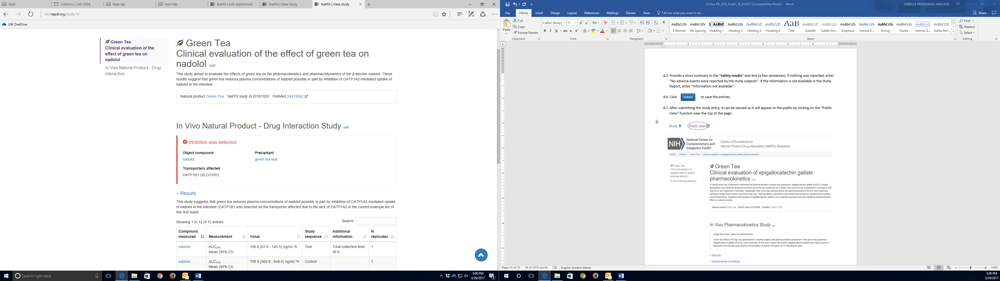 Start
Citations | UW DIDB
New tab
New tab
NaPDI | Edit experiment
NaPDI | View study
NaPDI | View study
dev.napdi.org/study/12
UW OneDrive
Green Tea
Clinical evaluation of the
effect of green tea on
nadolol
In Vivo Natural Product - Drug
Interaction
Green Tea
Clinical evaluation of the effect of green tea on
nadolol edit
This study aimed to evaluate the effects of green tea on the pharmacokinetics and pharmacodynamics of the β-blocker nadolol. These
results suggest that green tea reduces plasma concentrations of nadolol possibly in part by inhibition of OATP1A2-mediated uptake of
nadolol in the intestine.
Natural product Green Tea NaPDI study id 20161020 PubMed 24419562
In Vivo Natural Product - Drug Interaction Study edit
Inhibition was detected.
Object compound Precipitant
nadolol green tea leaf
Transporters affected
OATP1B1 (SLCO1B1)
- Results
This study suggests that green tea reduces plasma concentrations of nadolol possibly in part by inhibition of OATP1A2-mediated uptake
of nadolol in the intestine (OATP1B1 was selected as the transporter affected due to the lack of OATP1A2 in the current example list of
this test build).
Showing 1 to 12 of 12 entries Search:
Compound Study Additional N
measured Measurement Value sequence information replicates
nadolol AUC(0-t) 106.6 (67.8 - 145.5) ng/mL*h Test Total collection time: 1
Mean (95% CI) 48 h
nadolol AUC(0-t) 708.9 (569.8 - 848.0) ng/mL*h Control 1
Mean (95% CI)
Search right here
3:08 PM
3/29/2017
1
In Vivo PK_SOP_Draft1_IR_032917 [Compatibility Mode] - Word
ISABELLE RAGUENEAU-MAJLESSI
File Home Insert Design Layout References Mailings Review View Tell me what you want to do
Share
Paste
Cut
Copy
Format Painter
Clipboard
Calibri (Body) 11
Font
Paragraph
AaBbCcDc AaBbCcDc 1 AABBC AaBbCcDc AaBbCcI AaBbCcD AaB AaBbCcD AaBbCcDc AaBbCcDc AaBbCcDc AaBbCcDc AaBbCcDc AaBbCcDc AABBCCDE
¶ Normal No Spacing Heading 1 Heading 2 Heading 3 Heading 4 Title Subtitle Subtle Em... Emphasis Intense E... Strong Quote Intense Q... Subtle Ref...
Styles
Find
Replace
Select
Editing
8.5 Provide a short summary in the “Safety results” text box (a few sentences). If nothing was reported, enter
“No adverse events were reported by the study subjects”. If the information is not available in the Study
Report, enter “Information not available”.
8.6 Click Submit to save the entries.
8.7 After submitting the study entry, it can be viewed as it will appear to the public by clicking on the “Public
View” function near the top of the page:
Study Public view
NIH
National Center for
Complementary and
Integrative Health
Center of Excellence for
Natural Product Drug Interaction (NaPDI) Research
NaPDI / Studies / Green Tea — Clinical evaluation of epigallocatechin gallate pharmacokinetics
Green Tea
Clinical evaluation of
epigallocatechin gallate
pharmacokinetics
In Vivo Pharmacokinetics
Green Tea
Clinical evaluation of epigallocatechin gallate
pharmacokinetics edit
A clinical study was conducted to determine the pharmacokinetics of green tea polyphenol, epigallocatechin gallate (EGCG). Healthy
participants were randomly assigned to receive one of the two treatments for 4 weeks: 800 mg EGCG as Polyphenon E once/day or 400
mg EGCG as Polyphenon E twice/day. Additionally, after a two day washout period, the pharmacokinetics of EGCG were measured
following a single dose of green tea extract (400 mg). Pharmacokinetic parameters were determined using non-compartmental analysis
and included below. Repeated adminstration of epigallocatechin gallate is not expected to produce clinically significant pharacodynamic
effects or adverse events.
Natural product Green Tea NaPDI study id 2018956 PubMed 12960117
In Vivo Pharmacokinetics Study edit
Single dose study - green tea administration
Green tea extract (400 mg) was administered to healthy subjects and pharmacokinetic parameters of the green tea polyphenol,
epigallocatechin gallate (EGCG), were measured. At this dose of green tea extract, epigallocatechin gallate has a large volume of
distribution and reaches peak plasma concentrations of around 150 ng/mL at 3 h following the dose.
+ Results
+ Experimental Conditions
Page 15 of 15 36 of 1676 words English (United States)
100%
3:08 PM
3/29/2017